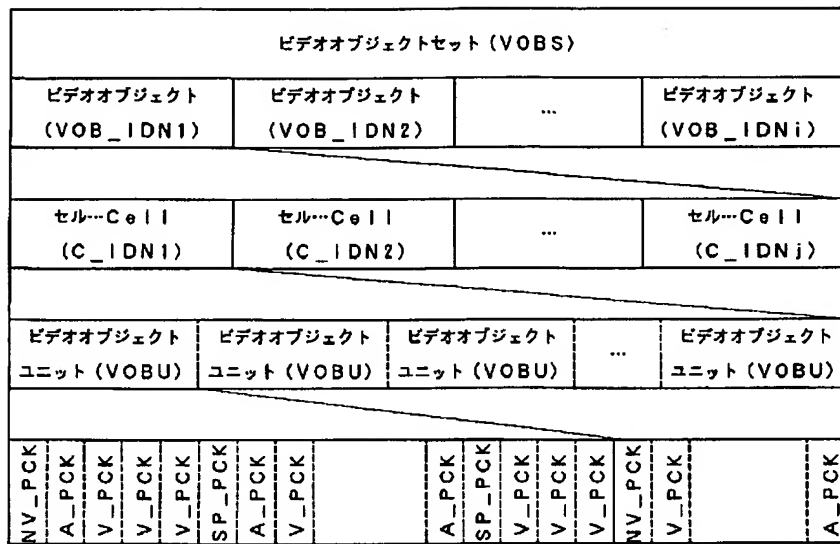 ビデオオブジェクトセット(VOBS)
ビデオオブジェクト
(VOB_IDN1)
ビデオオブジェクト
(VOB_IDN2)
…
ビデオオブジェクト
(VOB_IDNi)
セル…Cell
(C_IDN1)
セル…Cell
(C_IDN2)
…
セル…Cell
(C_IDNj)
ビデオオブジェクト
ユニット(VOBU)
ビデオオブジェクト
ユニット(VOBU)
ビデオオブジェクト
ユニット(VOBU)
…
ビデオオブジェクト
ユニット(VOBU)
NV_PCK
A_PCK
V_PCK
V_PCK
V_PCK
SP_PCK
A_PCK
V_PCK
A_PCK
SP_PCK
V_PCK
V_PCK
V_PCK
NV_PCK
V_PCK
A_PCK